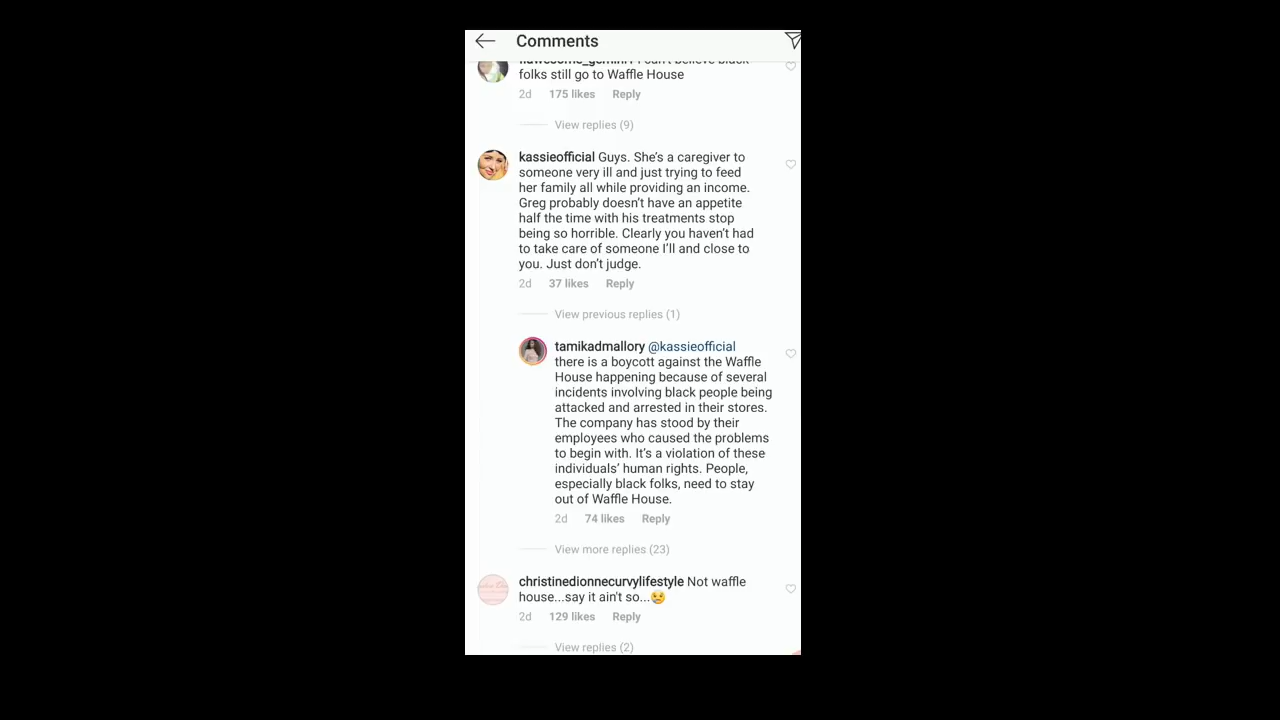 Comments
I can't believe black
folks still go to Waffle House
2d 175 likes Reply
View replies (9)
kassieofficial Guys. She's a caregiver to
someone very ill and just trying to feed
her family all while providing an income.
Greg probably doesn't have an appetite
half the time with his treatments stop
being so horrible. Clearly you haven't had
to take care of someone I'll and close to
you. Just don't judge.
2d 37 likes Reply
View previous replies (1)
tamikadmallory @kassieofficial
there is a boycott against the Waffle
House happening because of several
incidents involving black people being
attacked and arrested in their stores.
The company has stood by their
employees who caused the problems
to begin with. It's a violation of these
individuals' human rights. People,
especially black folks, need to stay
out of Waffle House.
2d 74 likes Reply
View more replies (23)
christinedionnecurvylifestyle Not waffle
house...say it ain't so...😢
2d 129 likes Reply
View replies (2)